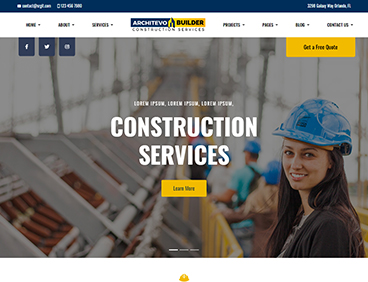 contact@orgil.com 123 456 7890
3298 Galaxy Way Orlando, FL
HOME ABOUT SERVICES
ARCHITEVO BUILDER
CONSTRUCTION SERVICES
PRODUCTS PAGES BLOG CONTACT US
Get a Free Quote
LOREM IPSUM, LOREM IPSUM, LOREM IPSUM,
CONSTRUCTION
SERVICES
Learn More